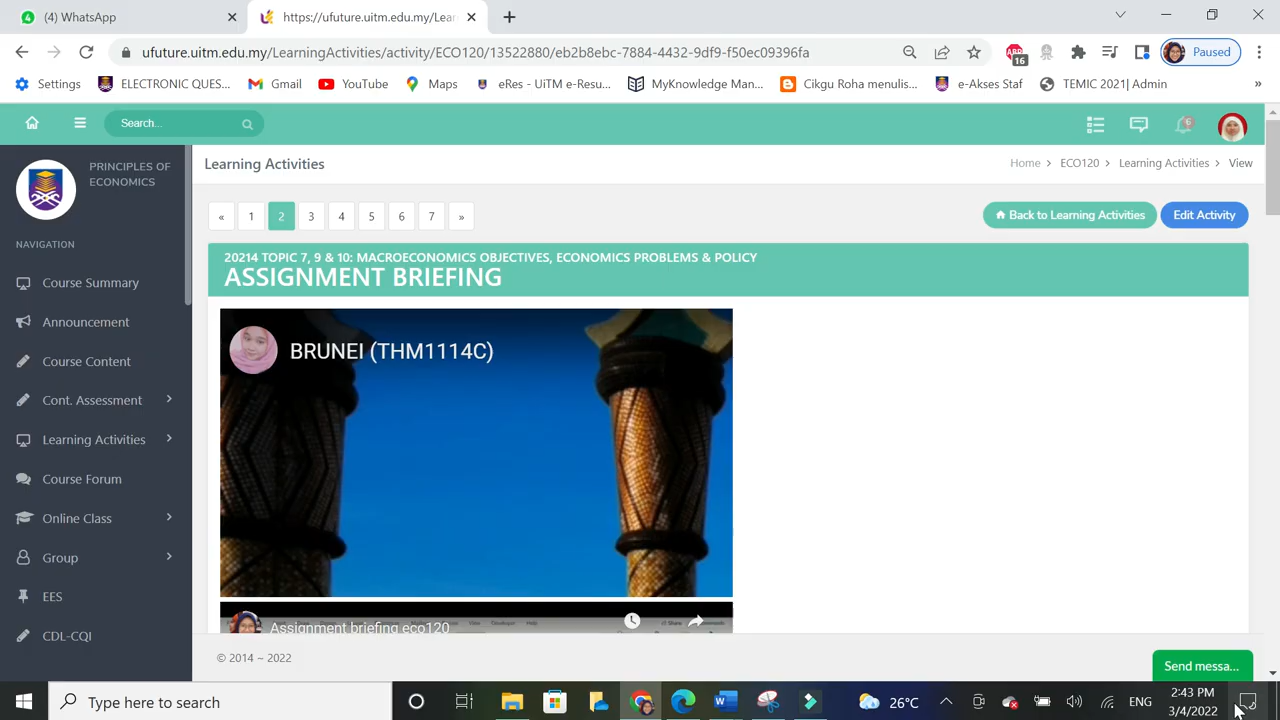 (4) WhatsApp
https://ufuture.uitm.edu.my/Lear
ufuture.uitm.edu.my/LearningActivities/activity/ECO120/13522880/eb2b8ebc-7884-4432-9df9-f50ec09396fa
ABP
16
Paused
Settings
ELECTRONIC QUES...
Gmail
YouTube
Maps
eRes - UiTM e-Resu...
MyKnowledge Man...
Cikgu Roha menulis...
e-Akses Staf
TEMIC 2021| Admin
»
Search...
6
PRINCIPLES OF
ECONOMICS
NAVIGATION
Course Summary
Announcement
Course Content
Cont. Assessment
Learning Activities
Course Forum
Online Class
Group
EES
CDL-CQI
Learning Activities
Home > ECO120 > Learning Activities > View
« 1 2 3 4 5 6 7 »
Back to Learning Activities
Edit Activity
20214 TOPIC 7, 9 & 10: MACROECONOMICS OBJECTIVES, ECONOMICS PROBLEMS & POLICY
ASSIGNMENT BRIEFING
BRUNEI (THM1114C)
Assignment briefing eco120
© 2014 ~ 2022
Send messa...
Type here to search
26°C
ENG
2:43 PM
3/4/2022